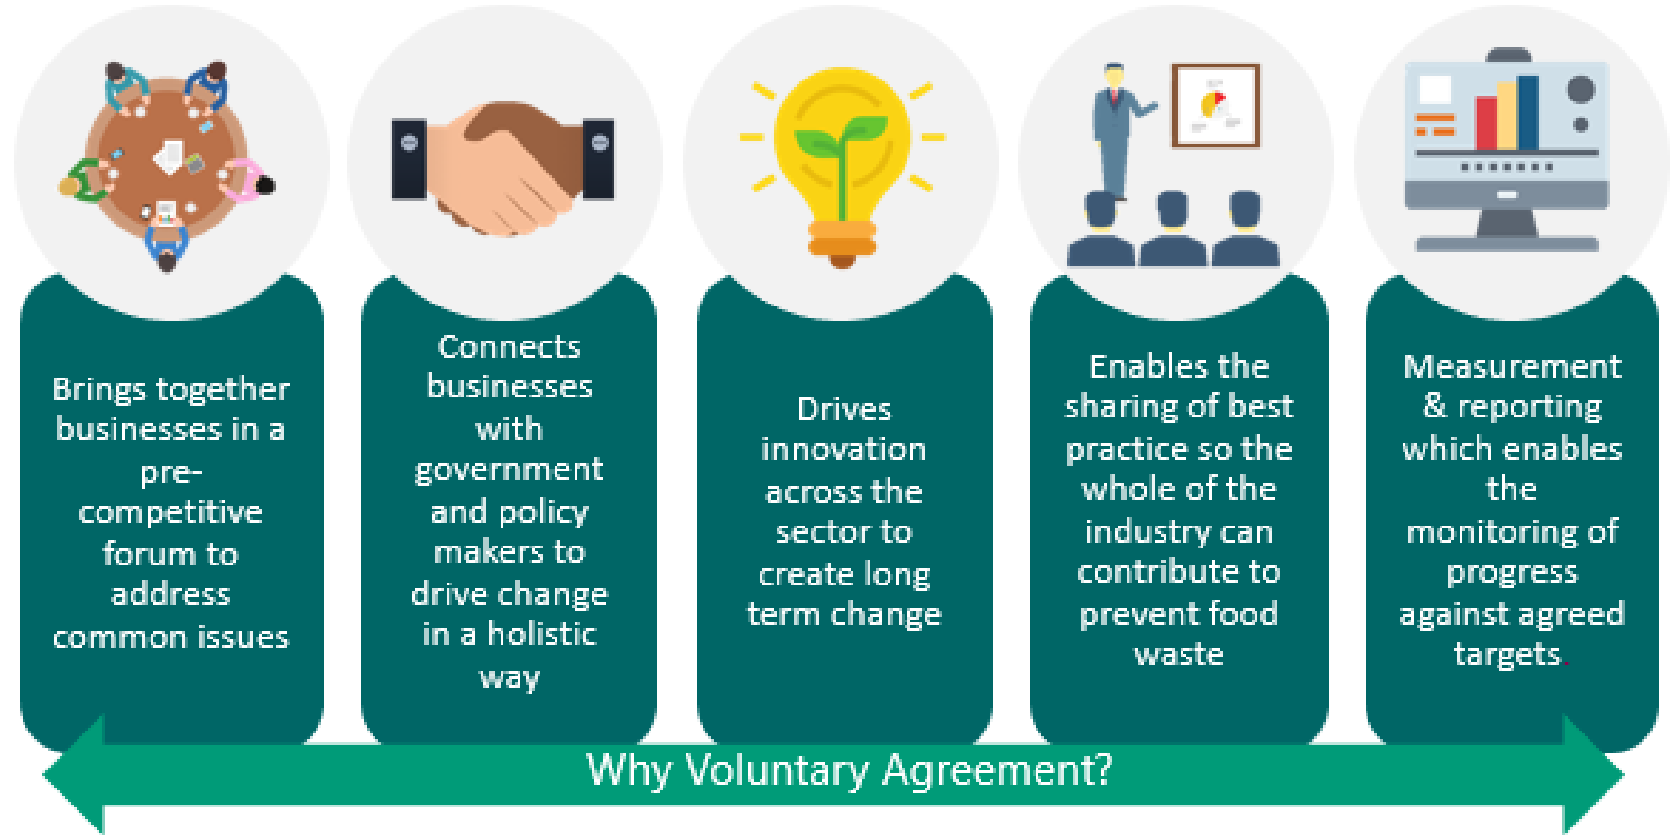 Brings together
businesses in a
pre-
competitive
forum to
address
common issues
Connects
businesses
with
government
and policy
makers to
drive change
in a holistic
way
Drives
innovation
across the
sector to
create long
term change
Enables the
sharing of best
practice so the
whole of the
industry can
contribute to
prevent food
waste
Measurement
& reporting
which enables
the
monitoring of
progress
against agreed
targets.
Why Voluntary Agreement?